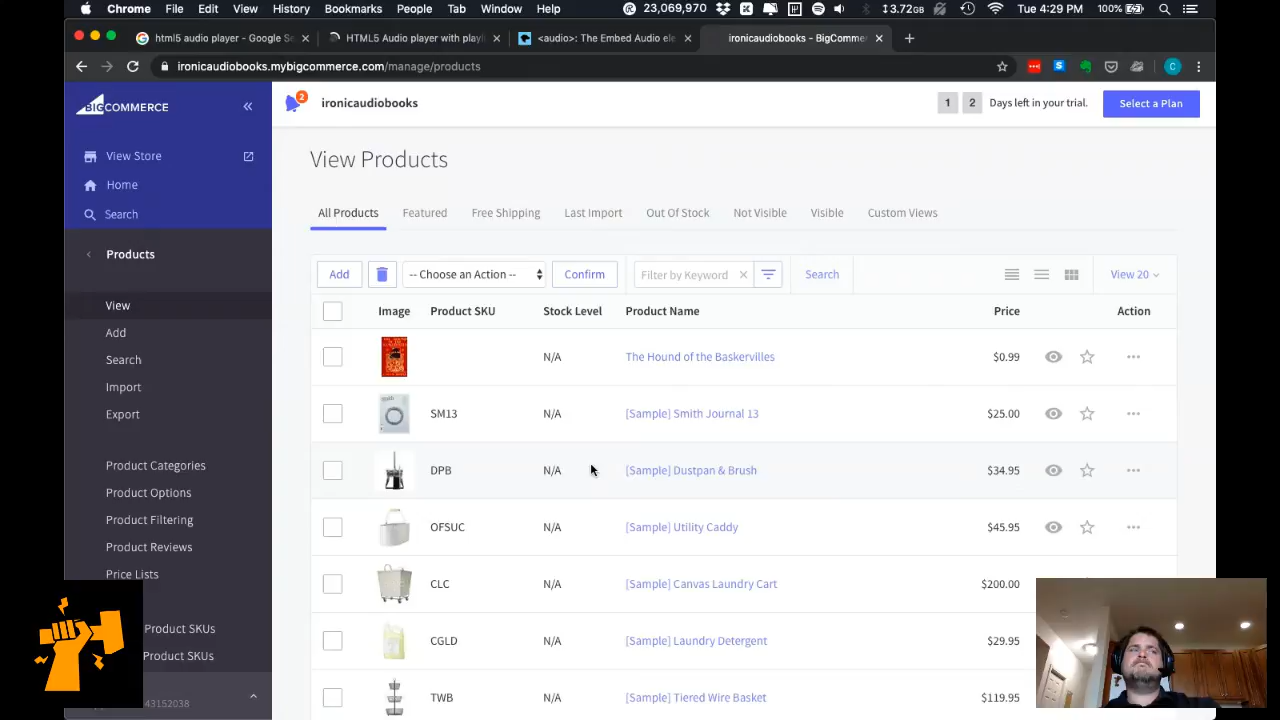 Chrome File Edit View History Bookmarks People Tab Window Help 23,069,970 $ 3.72GB Tu 4:29 PM 100%
html5 audio player - Google Se
HTML5 Audio player with playli
<audio>: The Embed Audio ele
ironicaudiobooks - BigCommer
ironicaudiobooks.mybigcommerce.com/manage/products
BIGCOMMERCE
2
ironicaudiobooks
1 2 Days left in your trial.
Select a Plan
View Store
Home
Search
Products
View
Add
Search
Import
Export
Product Categories
Product Options
Product Filtering
Product Reviews
Price Lists
Product SKUs
Product SKUs
43152038
View Products
All Products Featured Free Shipping Last Import Out Of Stock Not Visible Visible Custom Views
Add -- Choose an Action -- Confirm Filter by Keyword Search View 20
Image Product SKU Stock Level Product Name Price Action
N/A The Hound of the Baskervilles $0.99
SM13 N/A [Sample] Smith Journal 13 $25.00
DPB N/A [Sample] Dustpan & Brush $34.95
OFSUC N/A [Sample] Utility Caddy $45.95
CLC N/A [Sample] Canvas Laundry Cart $200.00
CGLD N/A [Sample] Laundry Detergent $29.95
TWB N/A [Sample] Tiered Wire Basket $119.95